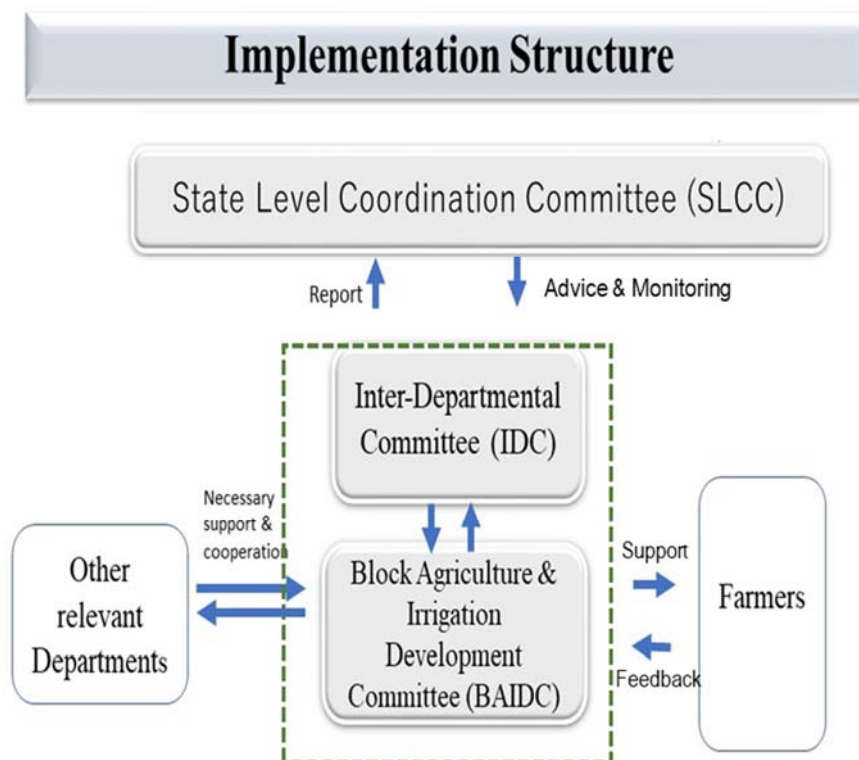 Implementation Structure
State Level Coordination Committee (SLCC)
Report
Advice & Monitoring
Inter-Departmental
Committee (IDC)
Necessary
support &
cooperation
Other
relevant
Departments
Block Agriculture &
Irrigation
Development
Committee (BAIDC)
Support
Feedback
Farmers